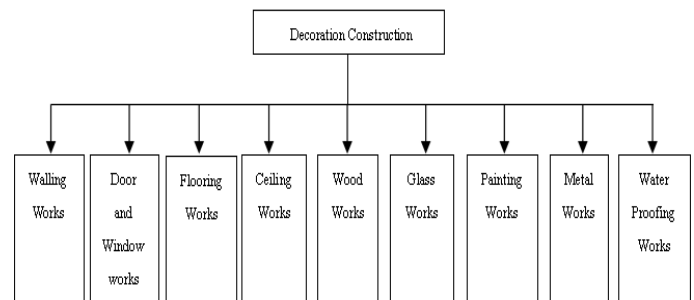 Decoration Construction
Walling
Works
Door
and
Window
works
Flooring
Works
Ceiling
Works
Wood
Works
Glass
Works
Painting
Works
Metal
Works
Water
Proofing
Works